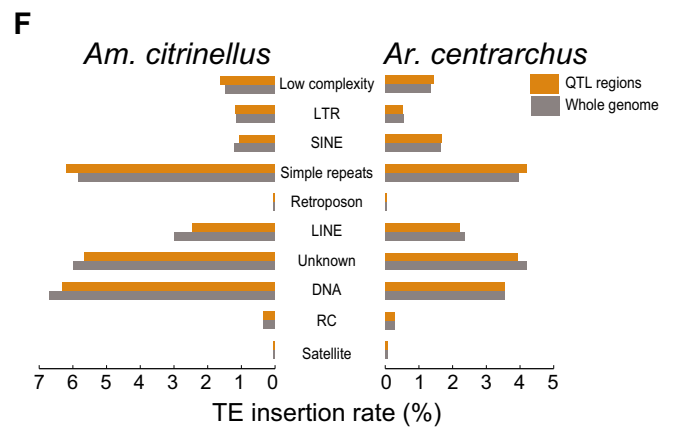 F
Am. citrinellus
Ar. centrarchus
QTL regions
Whole genome
Low complexity
LTR
SINE
Simple repeats
Retroposon
LINE
Unknown
DNA
RC
Satellite
7 6 5 4 3 2 1 0
0 1 2 3 4 5
TE insertion rate (%)